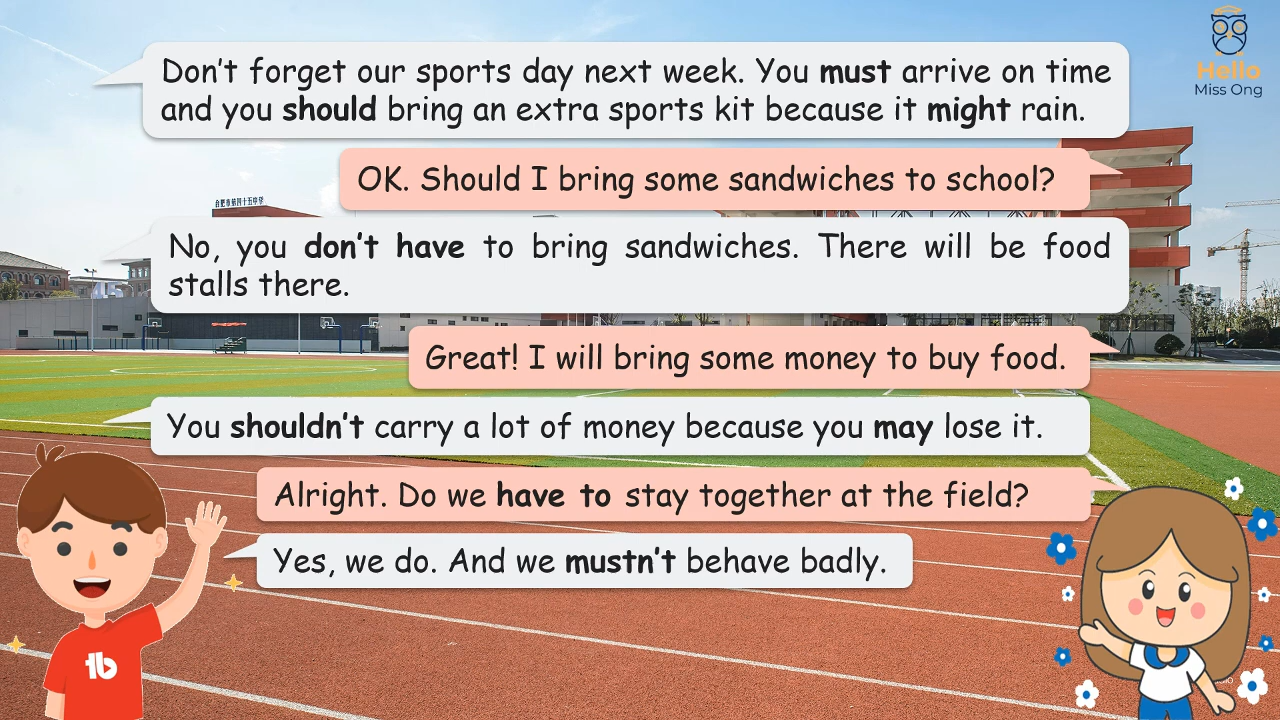 Hello
Miss Ong
Don't forget our sports day next week. You must arrive on time
and you should bring an extra sports kit because it might rain.
OK. Should I bring some sandwiches to school?
No, you don't have to bring sandwiches. There will be food
stalls there.
Great! I will bring some money to buy food.
You shouldn't carry a lot of money because you may lose it.
Alright. Do we have to stay together at the field?
Yes, we do. And we mustn't behave badly.